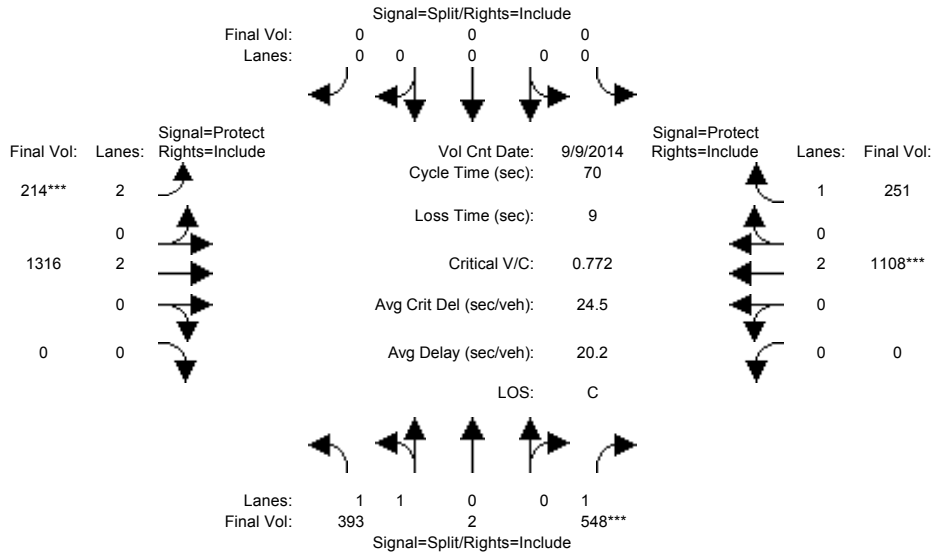 Signal=Split/Rights=Include
Final Vol: 0 0 0
Lanes: 0 0 0 0 0
Signal=Protect Signal=Protect
Final Vol: Lanes: Rights=Include Vol Cnt Date: 9/9/2014 Rights=Include Lanes: Final Vol:
Cycle Time (sec): 70
214*** 2 1 251
Loss Time (sec): 9
0 0
1316 2 Critical V/C: 0.772 2 1108***
0 Avg Crit Del (sec/veh): 24.5 0
0 0 Avg Delay (sec/veh): 20.2 0 0
LOS: C
Lanes: 1 1 0 0 1
Final Vol: 393 2 548***
Signal=Split/Rights=Include